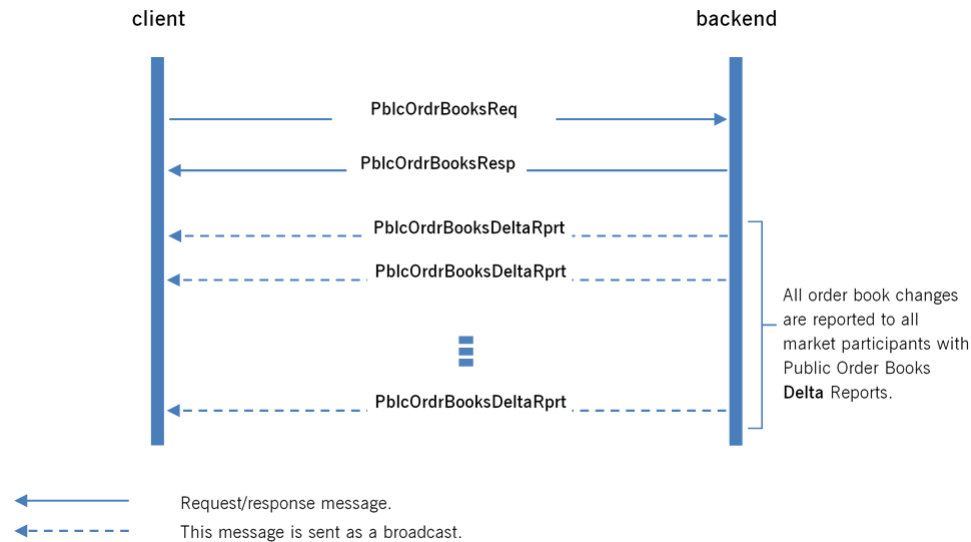 client
backend
PblcOrdrBooksReq
PblcOrdrBooksResp
PblcOrdrBooksDeltaRprt
PblcOrdrBooksDeltaRprt
PblcOrdrBooksDeltaRprt
All order book changes
are reported to all
market participants with
Public Order Books
Delta Reports.
Request/response message.
This message is sent as a broadcast.